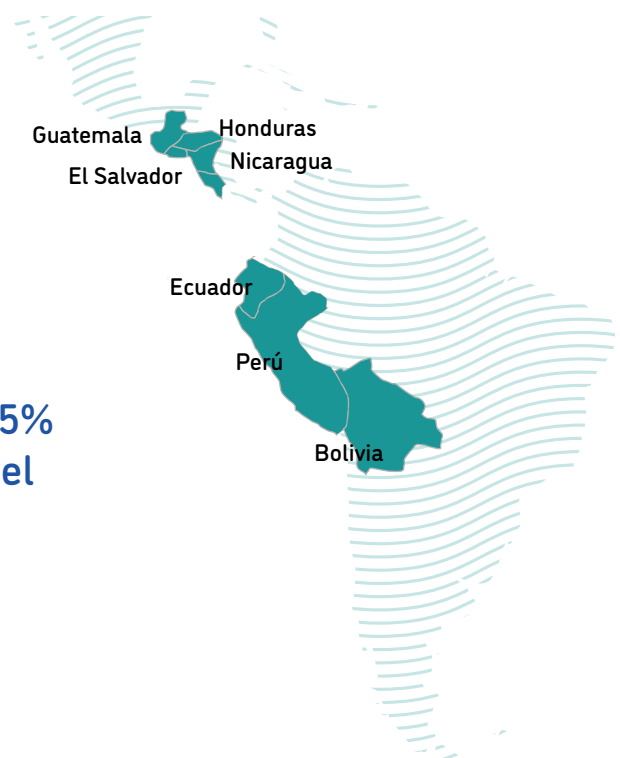 Guatemala
Honduras
Nicaragua
El Salvador
Ecuador
Perú
5%
el
Bolivia